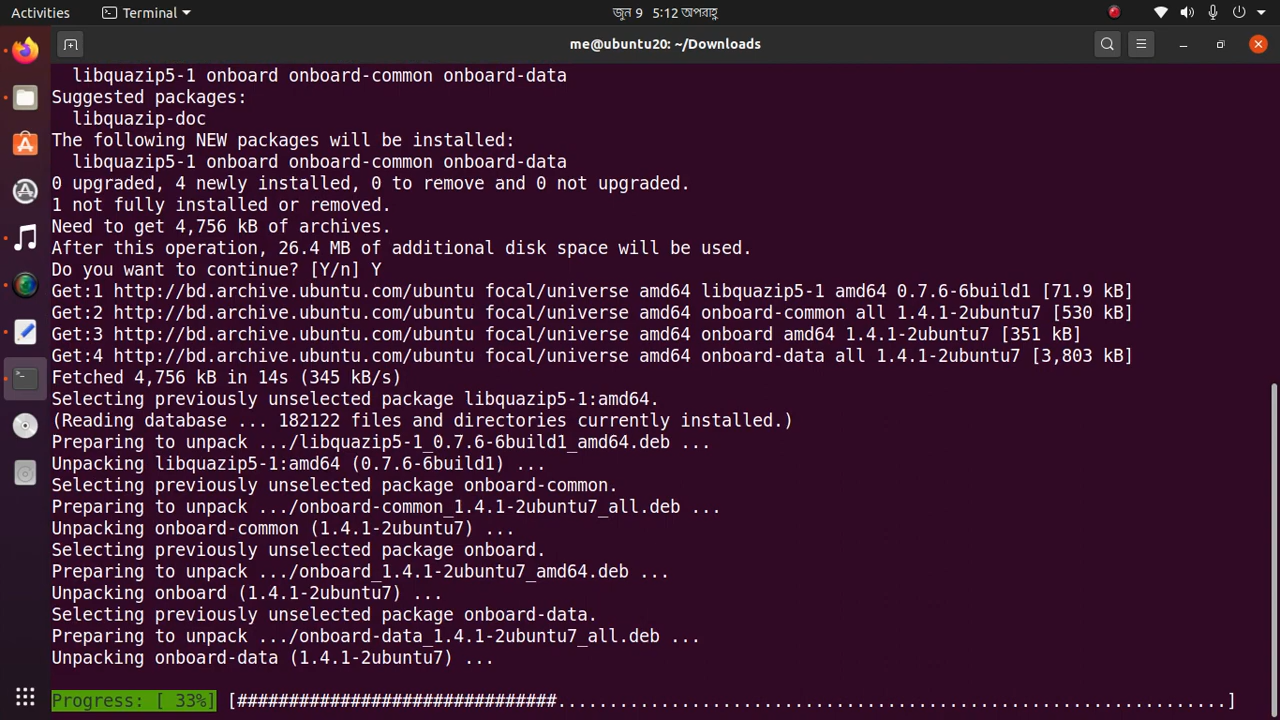 Activities
Terminal
জুন 9 5:12 অপরাহ্ণ
me@ubuntu20: ~/Downloads
libquazip5-1 onboard onboard-common onboard-data
Suggested packages:
libquazip-doc
The following NEW packages will be installed:
libquazip5-1 onboard onboard-common onboard-data
0 upgraded, 4 newly installed, 0 to remove and 0 not upgraded.
1 not fully installed or removed.
Need to get 4,756 kB of archives.
After this operation, 26.4 MB of additional disk space will be used.
Do you want to continue? [Y/n] Y
Get:1 http://bd.archive.ubuntu.com/ubuntu focal/universe amd64 libquazip5-1 amd64 0.7.6-6build1 [71.9 kB]
Get:2 http://bd.archive.ubuntu.com/ubuntu focal/universe amd64 onboard-common all 1.4.1-2ubuntu7 [530 kB]
Get:3 http://bd.archive.ubuntu.com/ubuntu focal/universe amd64 onboard amd64 1.4.1-2ubuntu7 [351 kB]
Get:4 http://bd.archive.ubuntu.com/ubuntu focal/universe amd64 onboard-data all 1.4.1-2ubuntu7 [3,803 kB]
Fetched 4,756 kB in 14s (345 kB/s)
Selecting previously unselected package libquazip5-1:amd64.
(Reading database ... 182122 files and directories currently installed.)
Preparing to unpack .../libquazip5-1_0.7.6-6build1_amd64.deb ...
Unpacking libquazip5-1:amd64 (0.7.6-6build1) ...
Selecting previously unselected package onboard-common.
Preparing to unpack .../onboard-common_1.4.1-2ubuntu7_all.deb ...
Unpacking onboard-common (1.4.1-2ubuntu7) ...
Selecting previously unselected package onboard.
Preparing to unpack .../onboard_1.4.1-2ubuntu7_amd64.deb ...
Unpacking onboard (1.4.1-2ubuntu7) ...
Selecting previously unselected package onboard-data.
Preparing to unpack .../onboard-data_1.4.1-2ubuntu7_all.deb ...
Unpacking onboard-data (1.4.1-2ubuntu7) ...
Progress: [ 33%] [###############################.................................................................]